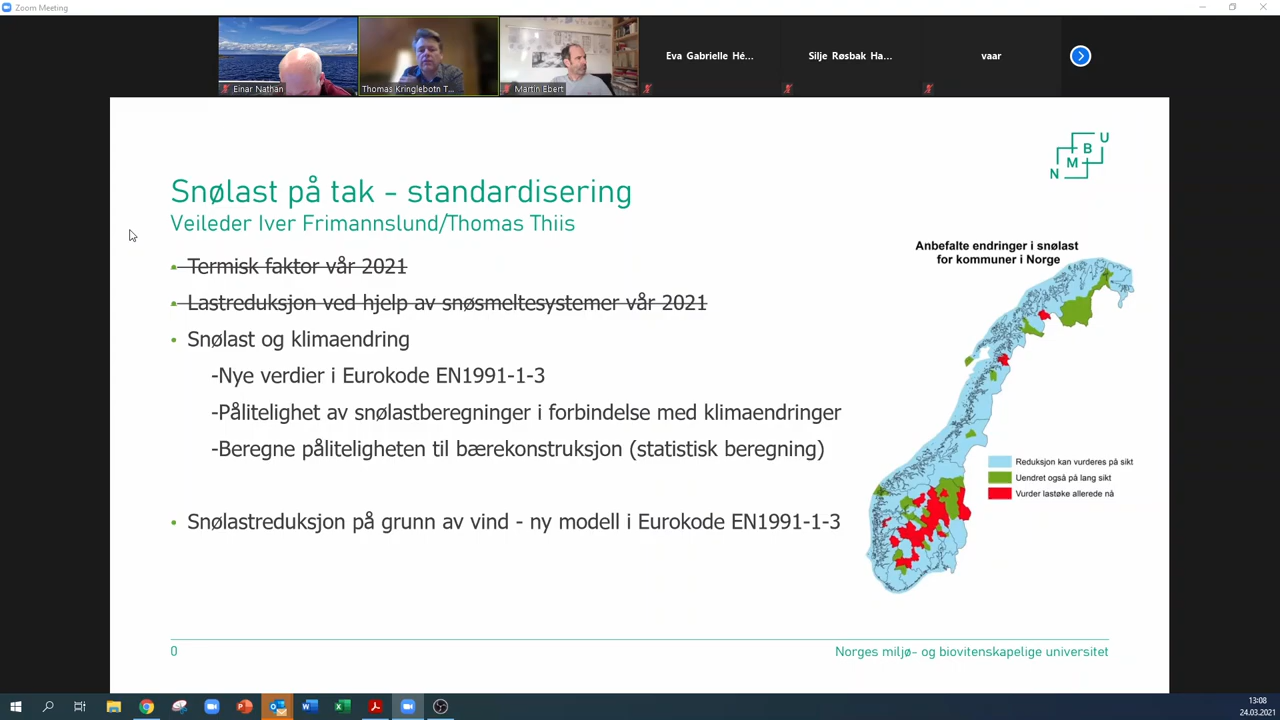 Zoom Meeting
Einar Nathan
Thomas Kringlebotn T...
Martin Ebert
Eva Gabrielle Hé...
Silje Røsbak Ha...
vaar
N M B U
Snølast på tak - standardisering
Veileder Iver Frimannslund/Thomas Thiis
Termisk faktor vår 2021
Lastreduksjon ved hjelp av snøsmeltesystemer vår 2021
Snølast og klimaendring
-Nye verdier i Eurokode EN1991-1-3
-Pålitelighet av snølastberegninger i forbindelse med klimaendringer
-Beregne påliteligheten til bærekonstruksjon (statistisk beregning)
Snølastreduksjon på grunn av vind - ny modell i Eurokode EN1991-1-3
Anbefalte endringer i snølast
for kommuner i Norge
Reduksjon kan vurderes på sikt
Uendret også på lang sikt
Vurder lastøke allerede nå
0
Norges miljø- og biovitenskapelige universitet
13:08
24.03.2021